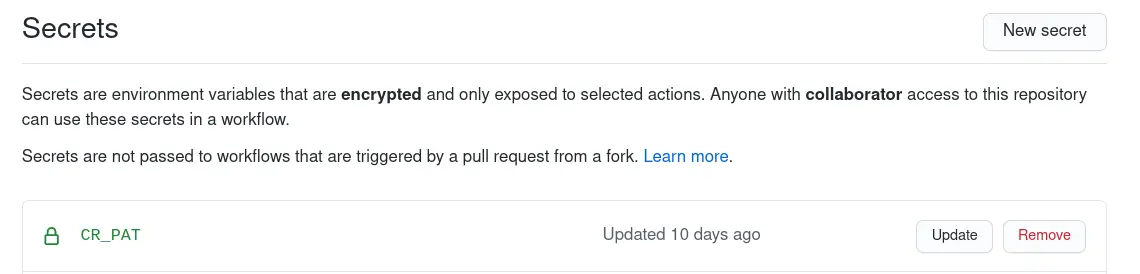 Secrets
New secret
Secrets are environment variables that are encrypted and only exposed to selected actions. Anyone with collaborator access to this repository
can use these secrets in a workflow.
Secrets are not passed to workflows that are triggered by a pull request from a fork. Learn more.
CR_PAT
Updated 10 days ago
Update
Remove